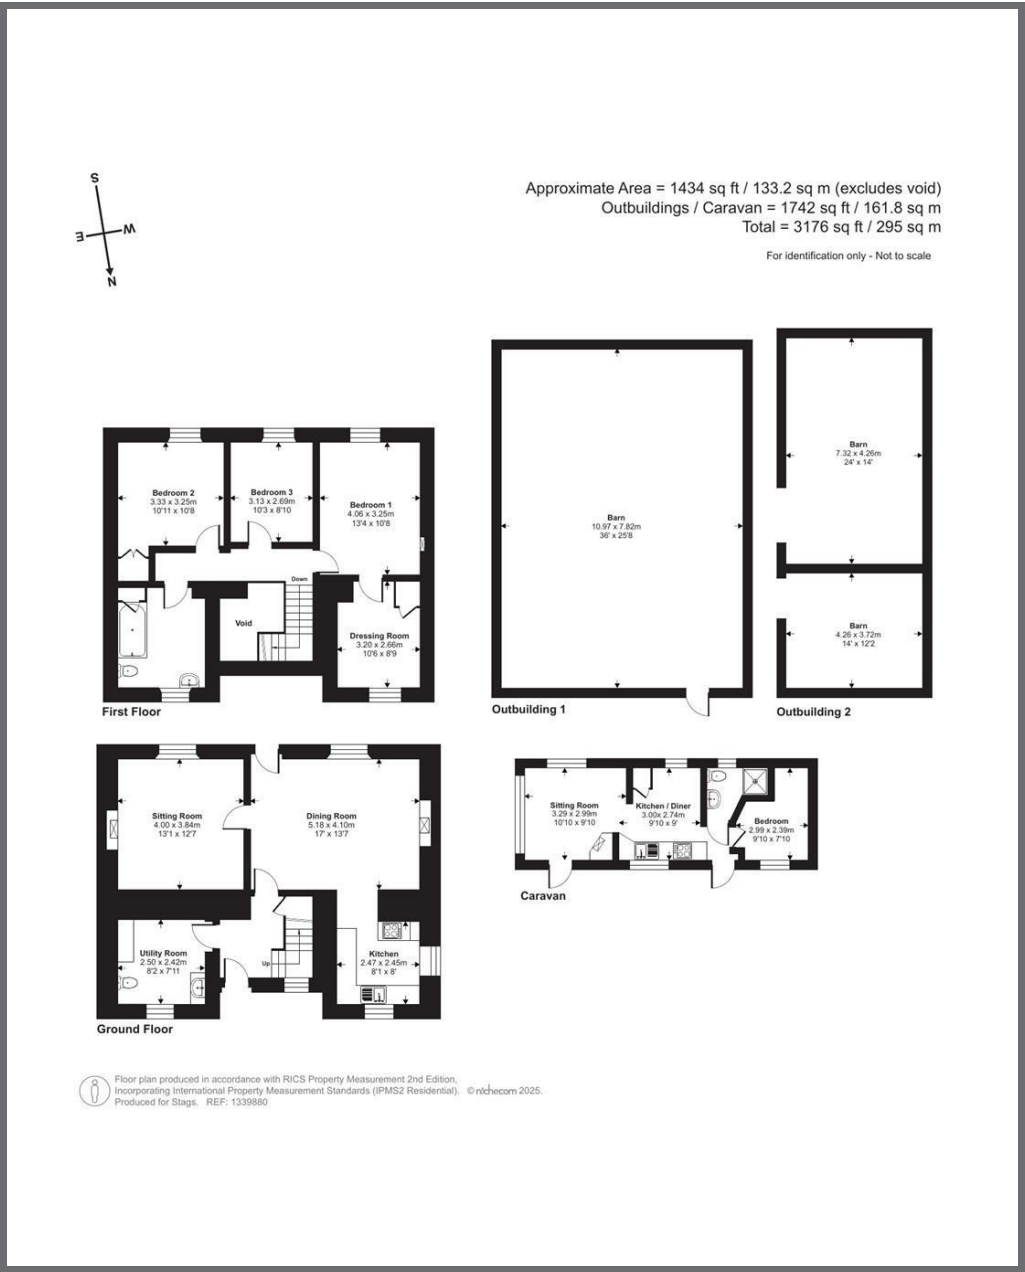 S
E
W
N
Approximate Area = 1434 sq ft / 133.2 sq m (excludes void)
Outbuildings / Caravan = 1742 sq ft / 161.8 sq m
Total = 3176 sq ft / 295 sq m
For identification only - Not to scale
Bedroom 2
3.33 x 3.25m
10'11 x 10'8
Bedroom 3
3.13 x 2.69m
10'3 x 8'10
Bedroom 1
4.06 x 3.25m
13'4 x 10'8
Down
Void
Dressing Room
3.20 x 2.66m
10'6 x 8'9
First Floor
Barn
10.97 x 7.82m
36' x 25'8
Outbuilding 1
Barn
7.32 x 4.26m
24' x 14'
Barn
4.26 x 3.72m
14' x 12'2
Outbuilding 2
Sitting Room
4.00 x 3.84m
13'1 x 12'7
Dining Room
5.18 x 4.10m
17' x 13'7
Utility Room
2.50 x 2.42m
8'2 x 7'11
Up
Kitchen
2.47 x 2.45m
8'1 x 8'
Ground Floor
Sitting Room
3.29 x 2.99m
10'10 x 9'10
Kitchen / Diner
3.00x 2.74m
9'10 x 9'
Bedroom
2.99 x 2.39m
9'10 x 7'10
Caravan
Floor plan produced in accordance with RICS Property Measurement 2nd Edition,
Incorporating International Property Measurement Standards (IPMS2 Residential). © nichecom 2025.
Produced for Stags. REF: 1339880